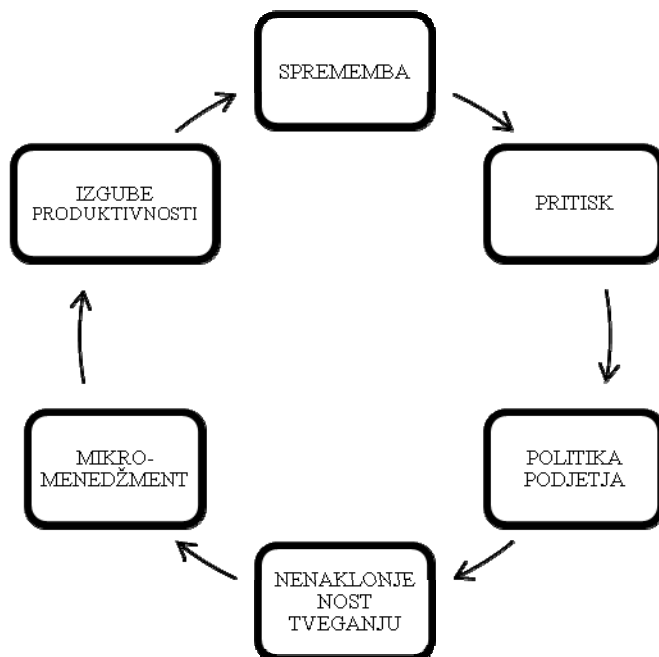 SPREMEMBA
PRITISK
POLITIKA
PODJETJA
NENAKLONJE
NOST
TVEGANJU
MIKRO-
MENEDŽMENT
IZGUBE
PRODUKTIVNOSTI